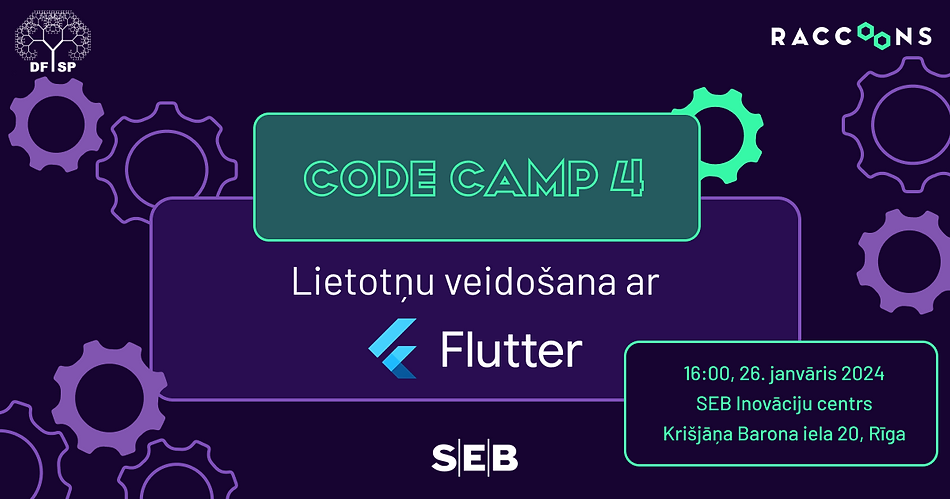 DF SP
RACCOONS
CODE CAMP 4
Lietotņu veidošana ar
Flutter
16:00, 26. janvāris 2024
SEB Inovāciju centrs
Krišjāņa Barona iela 20, Rīga
S|E|B